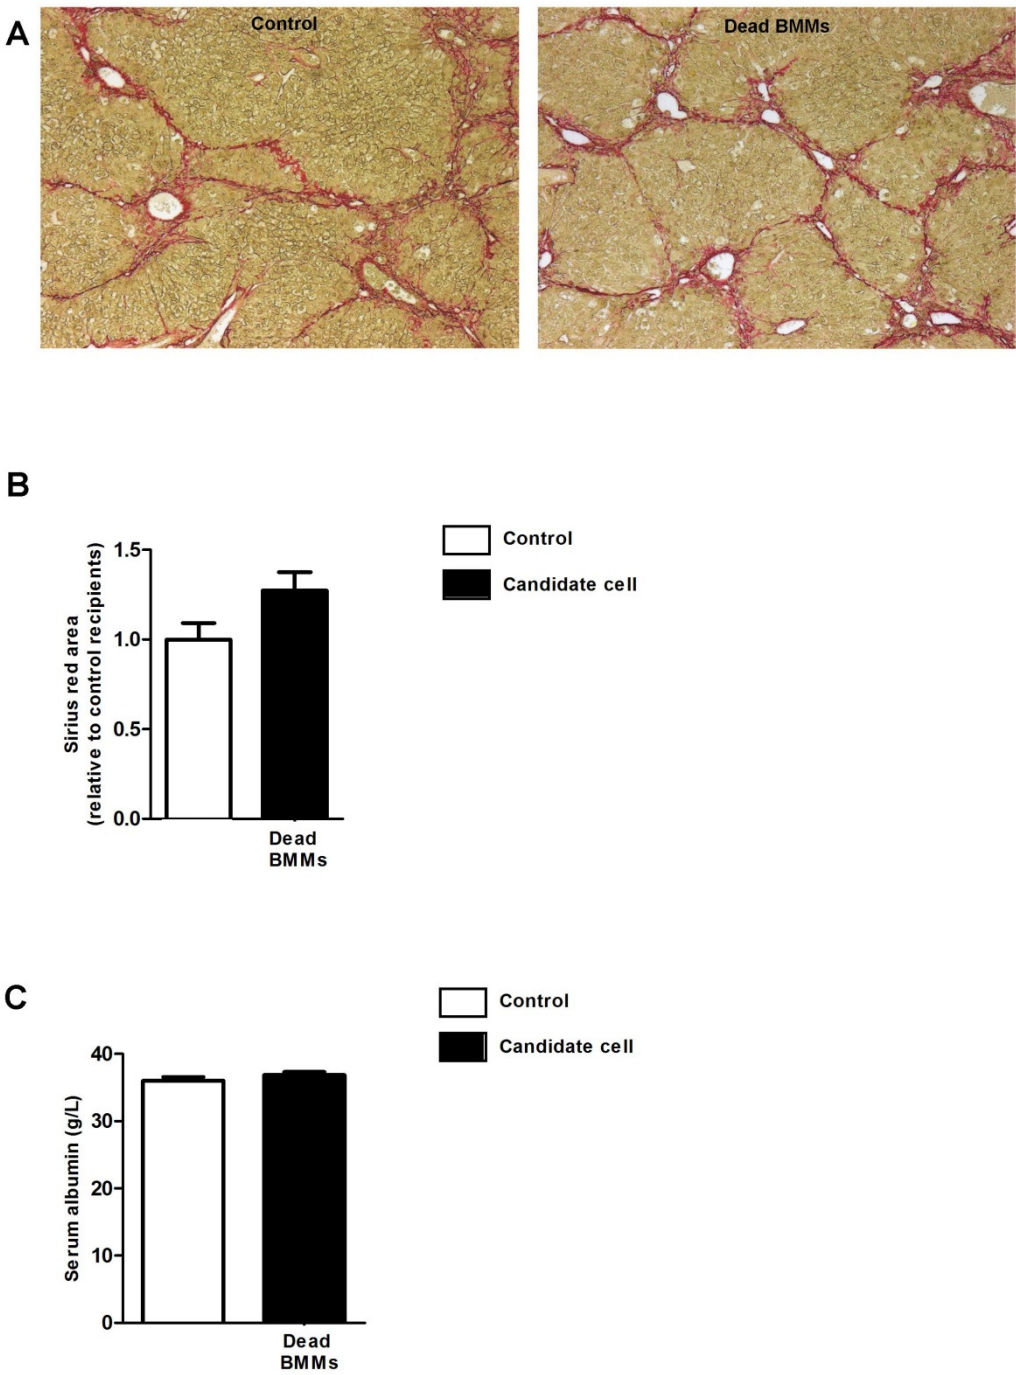 A
Control
Dead BMMs
B
Sirius red area
(relative to control recipients)
1.5
1.0
0.5
0.0
Dead
BMMs
Control
Candidate cell
C
Serum albumin (g/L)
40
30
20
10
0
Dead
BMMs
Control
Candidate cell